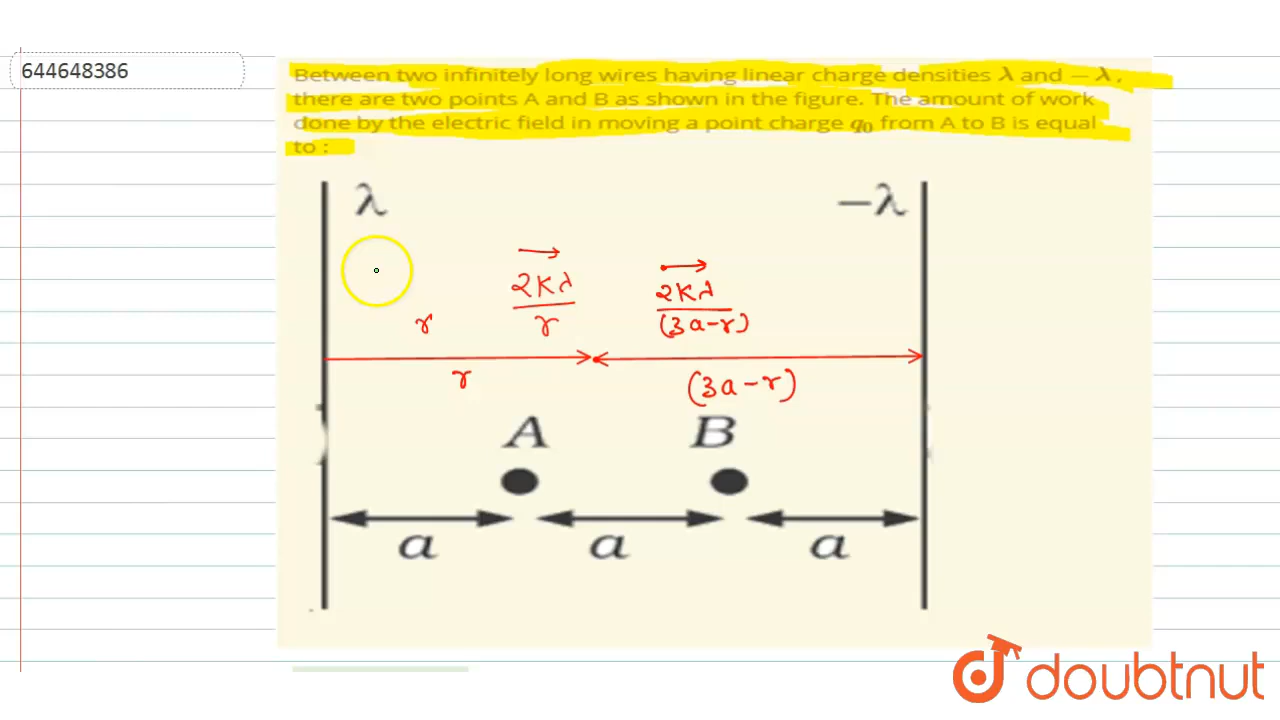 644648386
Between two infinitely long wires having linear charge densities λ and −λ,
there are two points A and B as shown in the figure. The amount of work
done by the electric field in moving a point charge q₀ from A to B is equal
to :
λ
−λ
2Kλ
r
2Kλ
(3a−r)
r
r
(3a−r)
A
B
a
a
a
doubtnut